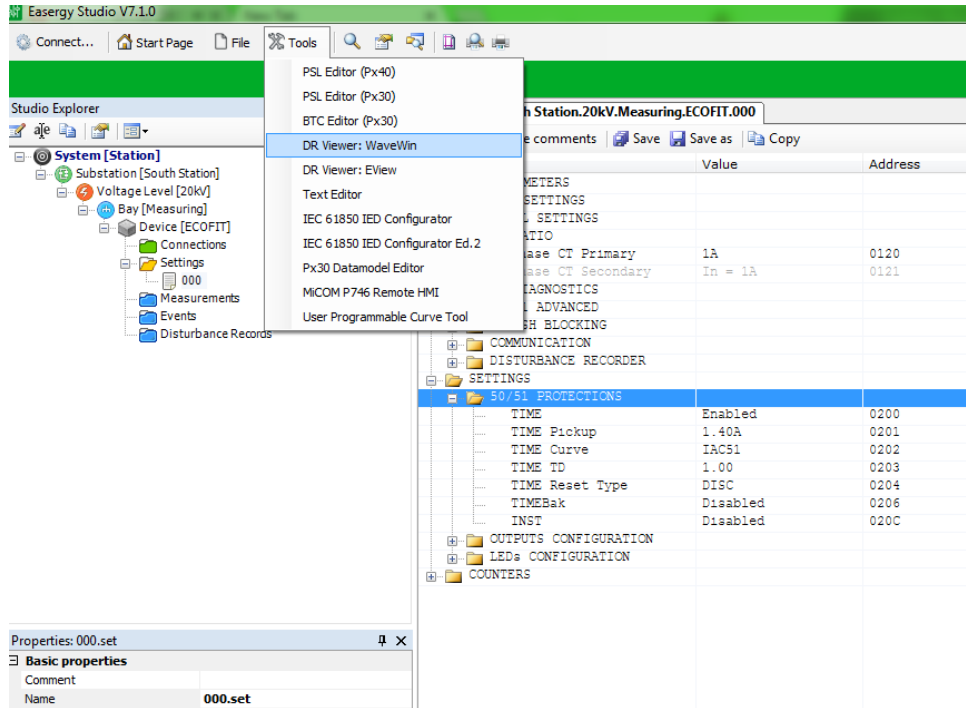 Easergy Studio V7.1.0
Connect... Start Page File Tools
PSL Editor (Px40)
PSL Editor (Px30)
BTC Editor (Px30)
DR Viewer: WaveWin
DR Viewer: EView
Text Editor
IEC 61850 IED Configurator
IEC 61850 IED Configurator Ed.2
Px30 Datamodel Editor
MiCOM P746 Remote HMI
User Programmable Curve Tool
Studio Explorer
System [Station]
Substation [South Station]
Voltage Level [20kV]
Bay [Measuring]
Device [ECOFIT]
Connections
Settings
000
Measurements
Events
Disturbance Records
h Station.20kV.Measuring.ECOFIT.000
comments Save Save as Copy
Value Address
METERS
SETTINGS
SETTINGS
ATIO
ase CT Primary 1A 0120
ase CT Secondary In = 1A 0121
IAGNOSTICS
ADVANCED
SH BLOCKING
COMMUNICATION
DISTURBANCE RECORDER
SETTINGS
50/51 PROTECTIONS
TIME Enabled 0200
TIME Pickup 1.40A 0201
TIME Curve IAC51 0202
TIME TD 1.00 0203
TIME Reset Type DISC 0204
TIMEBak Disabled 0206
INST Disabled 020C
OUTPUTS CONFIGURATION
LEDs CONFIGURATION
COUNTERS
Properties: 000.set
Basic properties
Comment
Name 000.set